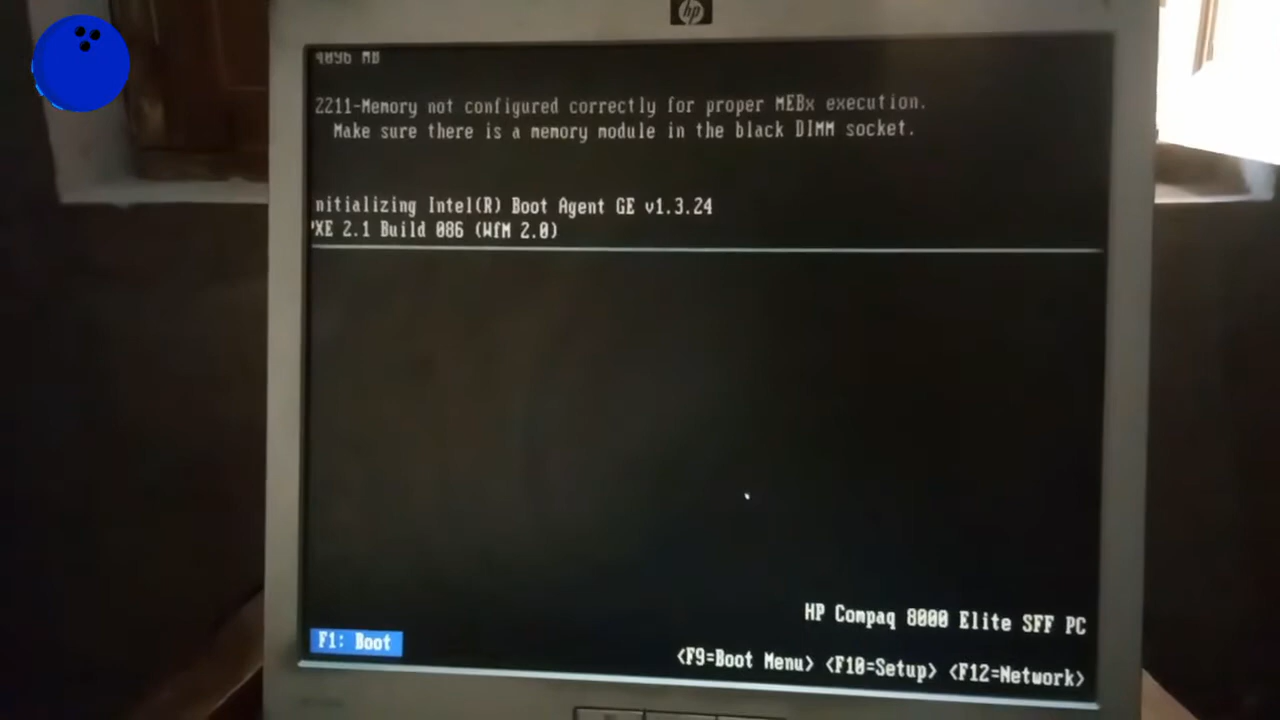 hp
4096 MB
2211-Memory not configured correctly for proper MEBx execution.
Make sure there is a memory module in the black DIMM socket.
nitializing Intel(R) Boot Agent GE v1.3.24
PXE 2.1 Build 086 (WfM 2.0)
HP Compaq 8000 Elite SFF PC
F1: Boot
<F9=Boot Menu> <F10=Setup> <F12=Network>